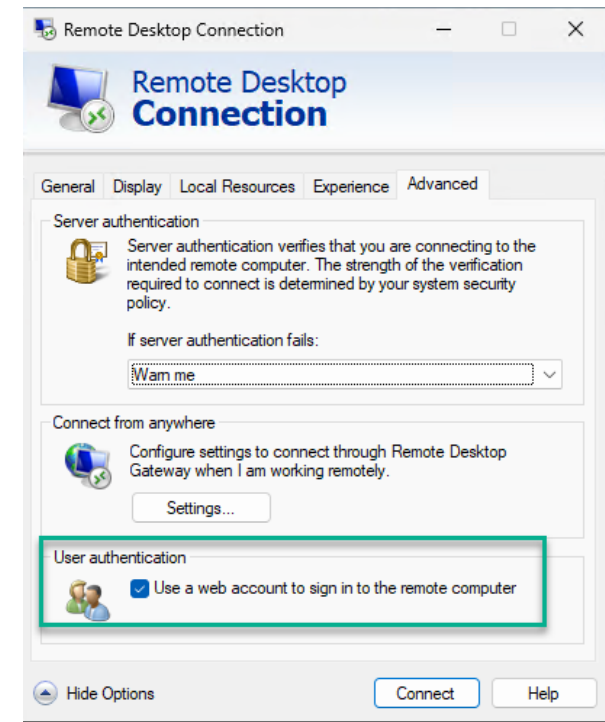 Remote Desktop Connection
Remote Desktop
Connection
General Display Local Resources Experience Advanced
Server authentication
Server authentication verifies that you are connecting to the
intended remote computer. The strength of the verification
required to connect is determined by your system security
policy.
If server authentication fails:
Warn me
Connect from anywhere
Configure settings to connect through Remote Desktop
Gateway when I am working remotely.
Settings...
User authentication
Use a web account to sign in to the remote computer
Hide Options Connect Help